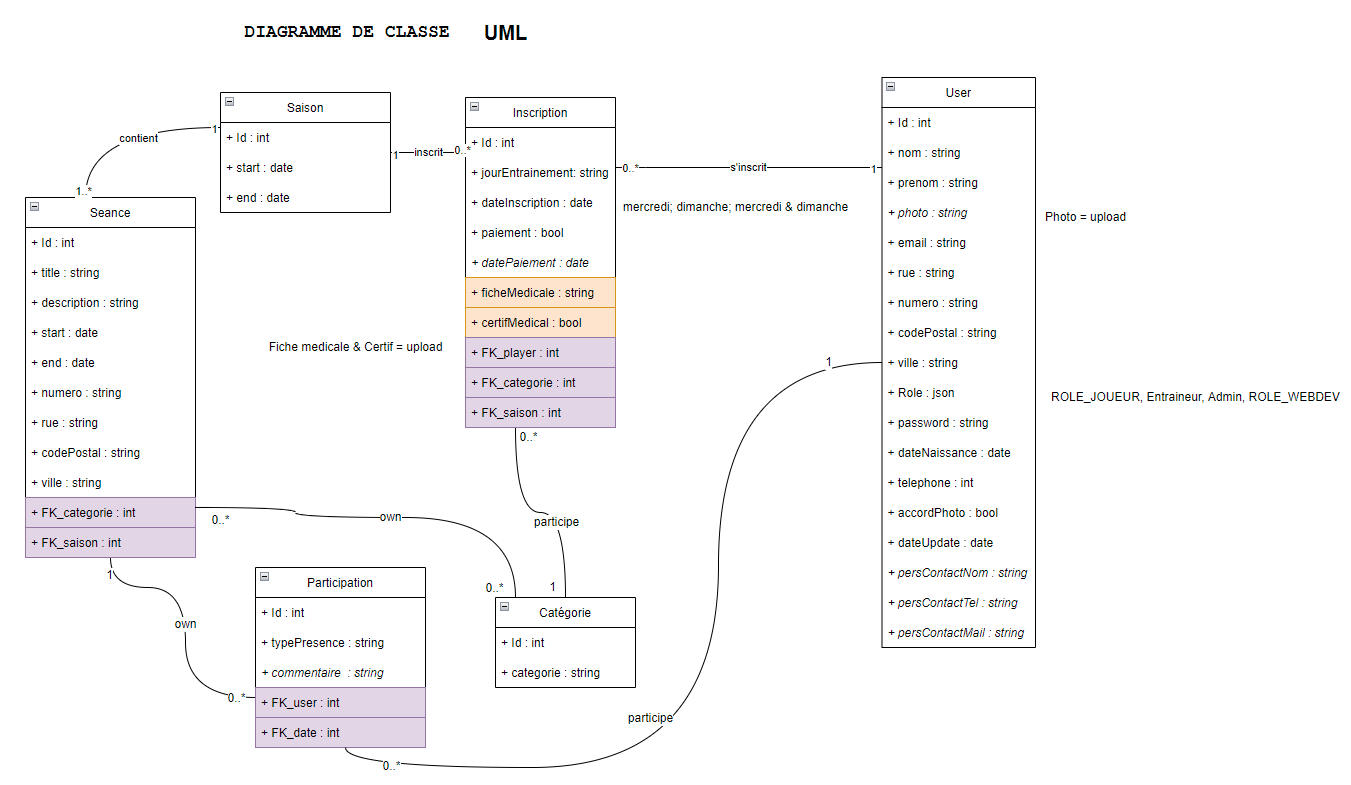 DIAGRAMME DE CLASSE UML
Saison
+ Id : int
+ start : date
+ end : date
contient
1
1..*
1
inscrit
0..*
Inscription
+ Id : int
+ jourEntrainement: string
+ dateInscription : date
+ paiement : bool
+ datePaiement : date
+ ficheMedicale : string
+ certifMedical : bool
+ FK_player : int
+ FK_categorie : int
+ FK_saison : int
0..*
s'inscrit
1
mercredi; dimanche; mercredi & dimanche
User
+ Id : int
+ nom : string
+ prenom : string
+ photo : string
+ email : string
+ rue : string
+ numero : string
+ codePostal : string
+ ville : string
+ Role : json
+ password : string
+ dateNaissance : date
+ telephone : int
+ accordPhoto : bool
+ dateUpdate : date
+ persContactNom : string
+ persContactTel : string
+ persContactMail : string
Photo = upload
ROLE_JOUEUR, Entraineur, Admin, ROLE_WEBDEV
Seance
+ Id : int
+ title : string
+ description : string
+ start : date
+ end : date
+ numero : string
+ rue : string
+ codePostal : string
+ ville : string
+ FK_categorie : int
+ FK_saison : int
Fiche medicale & Certif = upload
0..*
own
0..*
0..*
participe
1
1
own
0..*
Participation
+ Id : int
+ typePresence : string
+ commentaire : string
+ FK_user : int
+ FK_date : int
Catégorie
+ Id : int
+ categorie : string
1
participe
0..*